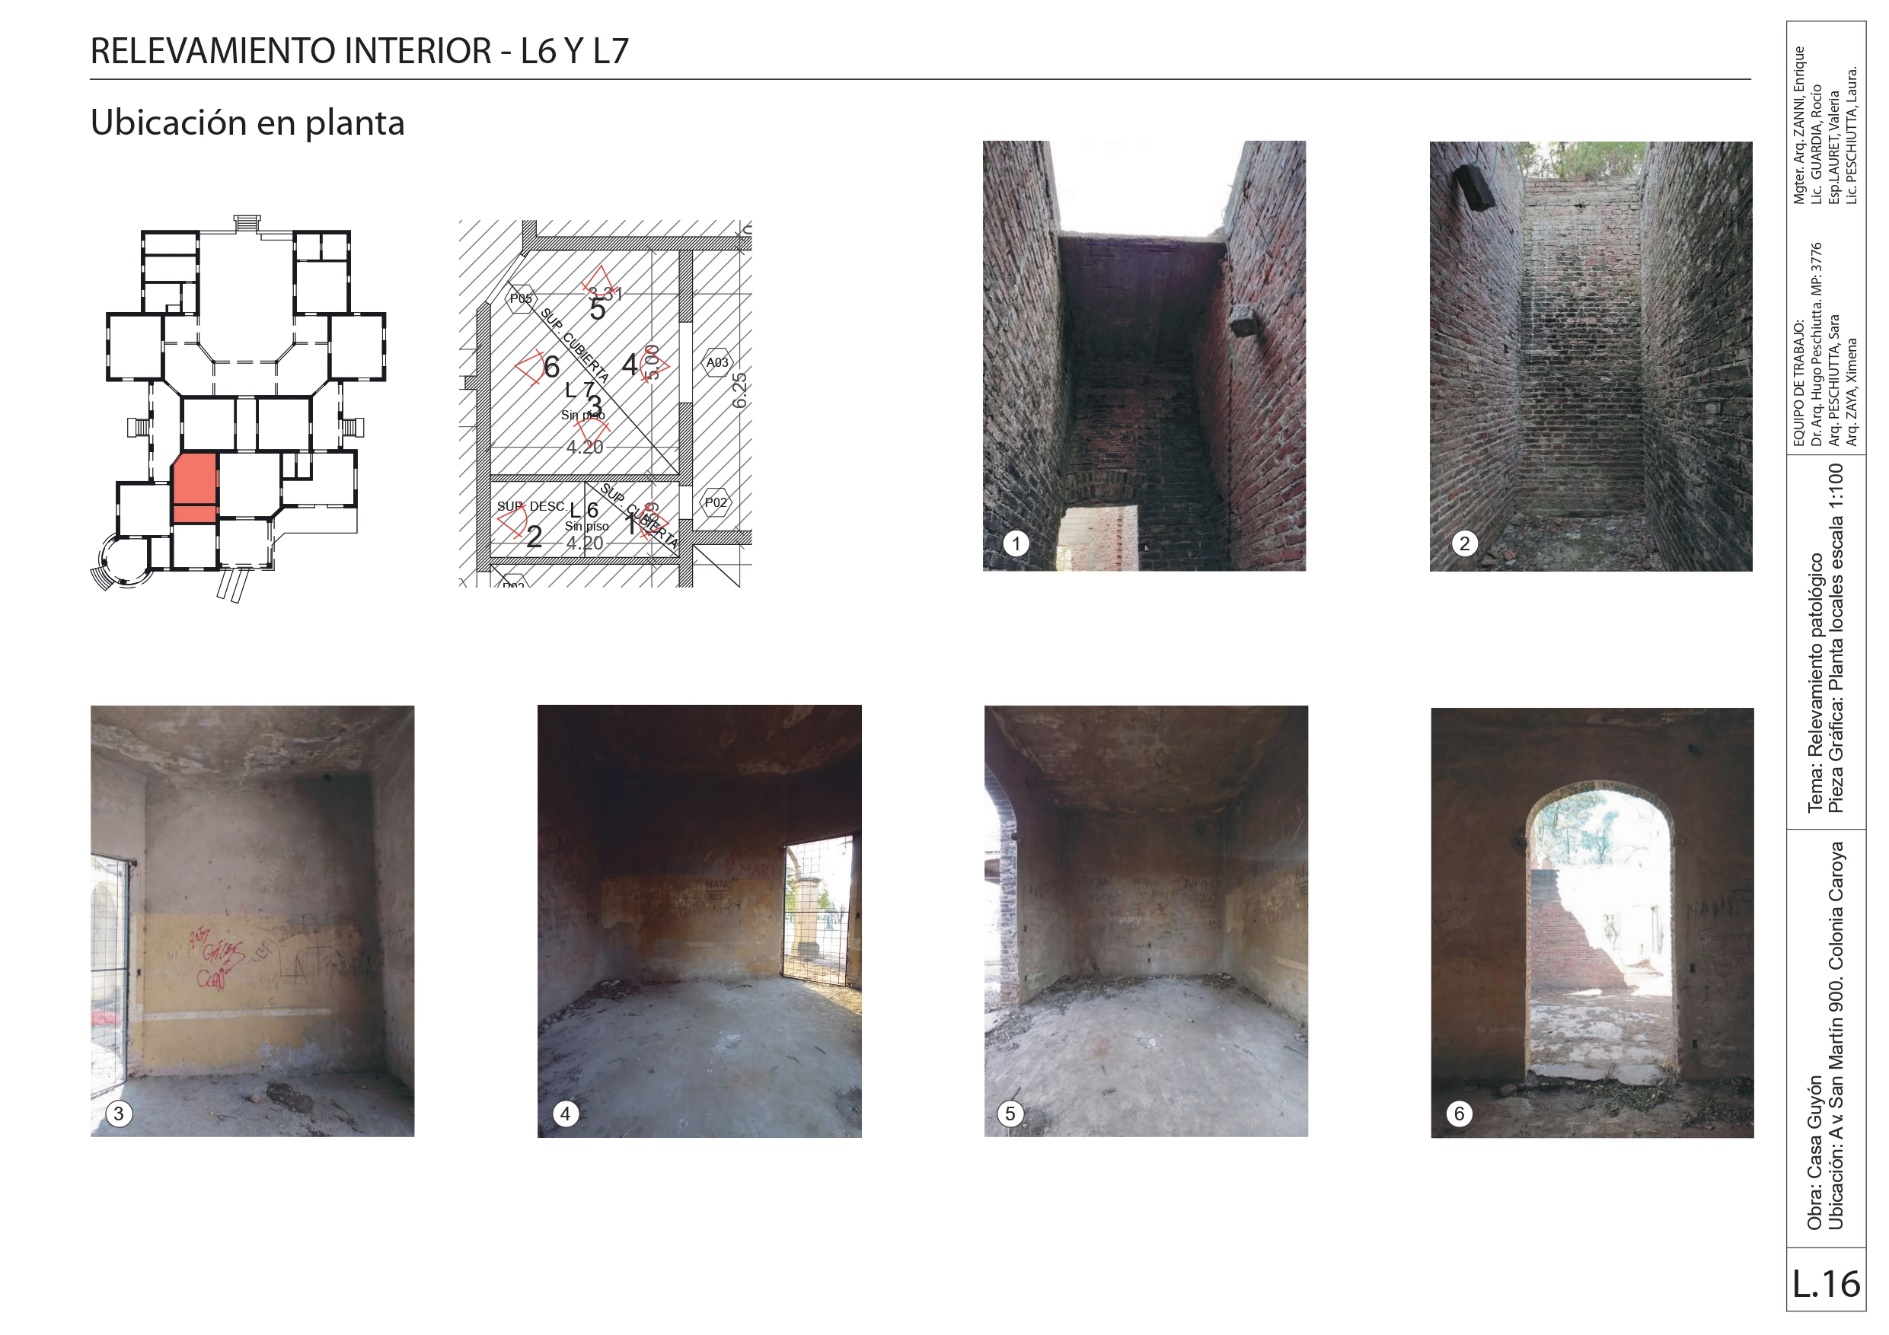 RELEVAMIENTO INTERIOR - L6 Y L7
Ubicación en planta
P05
3.31
5
SUP. CUBIERTA
6
4
5.00
A03
L 7
3
Sin piso
6.25
4.20
SUP. DESC.
L 6
SUP. CUBIERTA
P02
Sin piso
2
1
4.20
1
2
ANTI
LA
3
4
5
6
Mgter. Arq. ZANNI, Enrique
Lic. GUARDIA, Rocío
Esp.LAURET, Valeria
Lic. PESCHIUTTA, Laura.
EQUIPO DE TRABAJO:
Dr. Arq. Hugo Peschiutta. MP: 3776
Arq. PESCHIUTTA, Sara
Arq. ZAYA, Ximena
Tema: Relevamiento patológico
Pieza Gráfica: Planta locales escala 1:100
Obra: Casa Guyón
Ubicación: Av. San Martín 900. Colonia Caroya
L.16